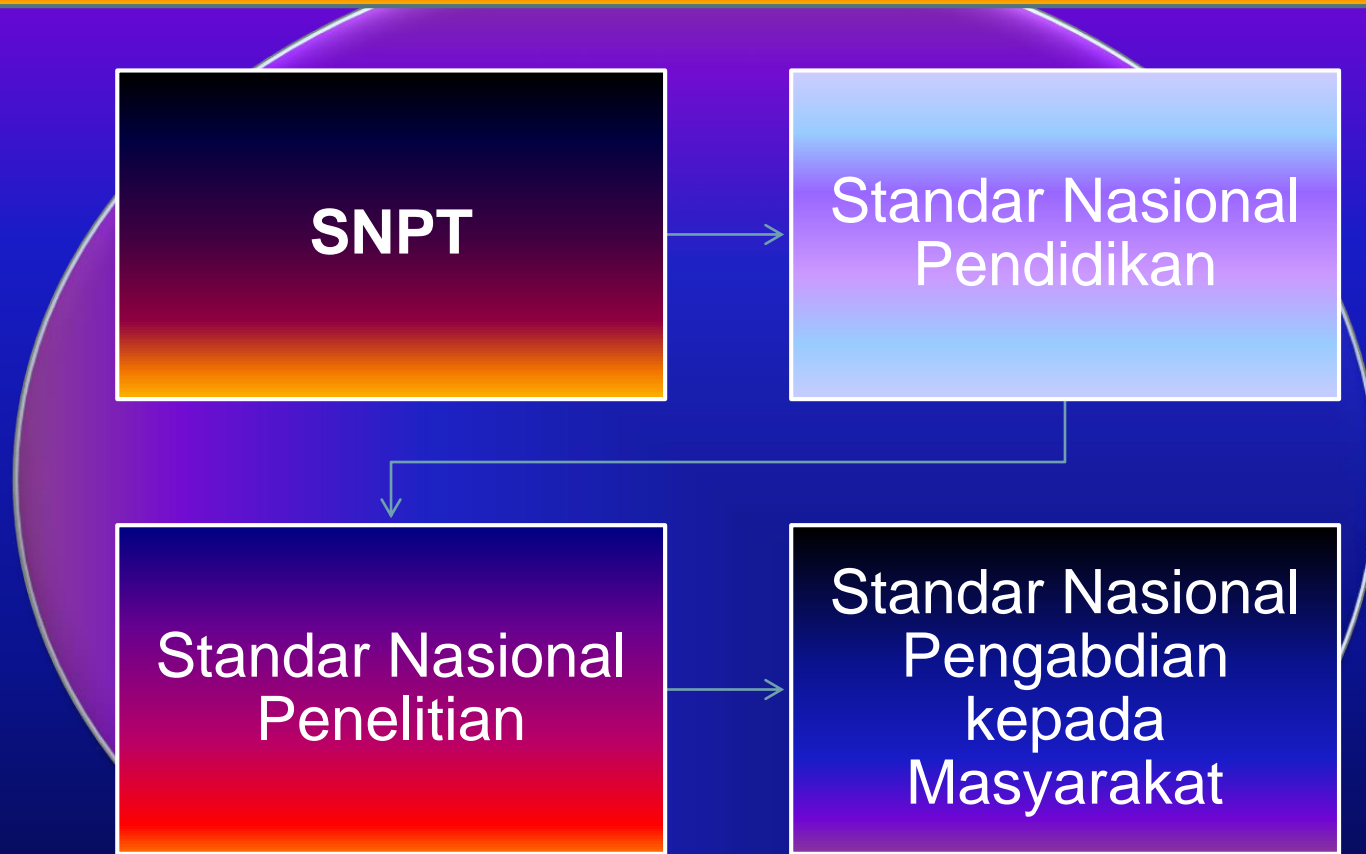 SNPT
Standar Nasional
Pendidikan
Standar Nasional
Penelitian
Standar Nasional
Pengabdian
kepada
Masyarakat